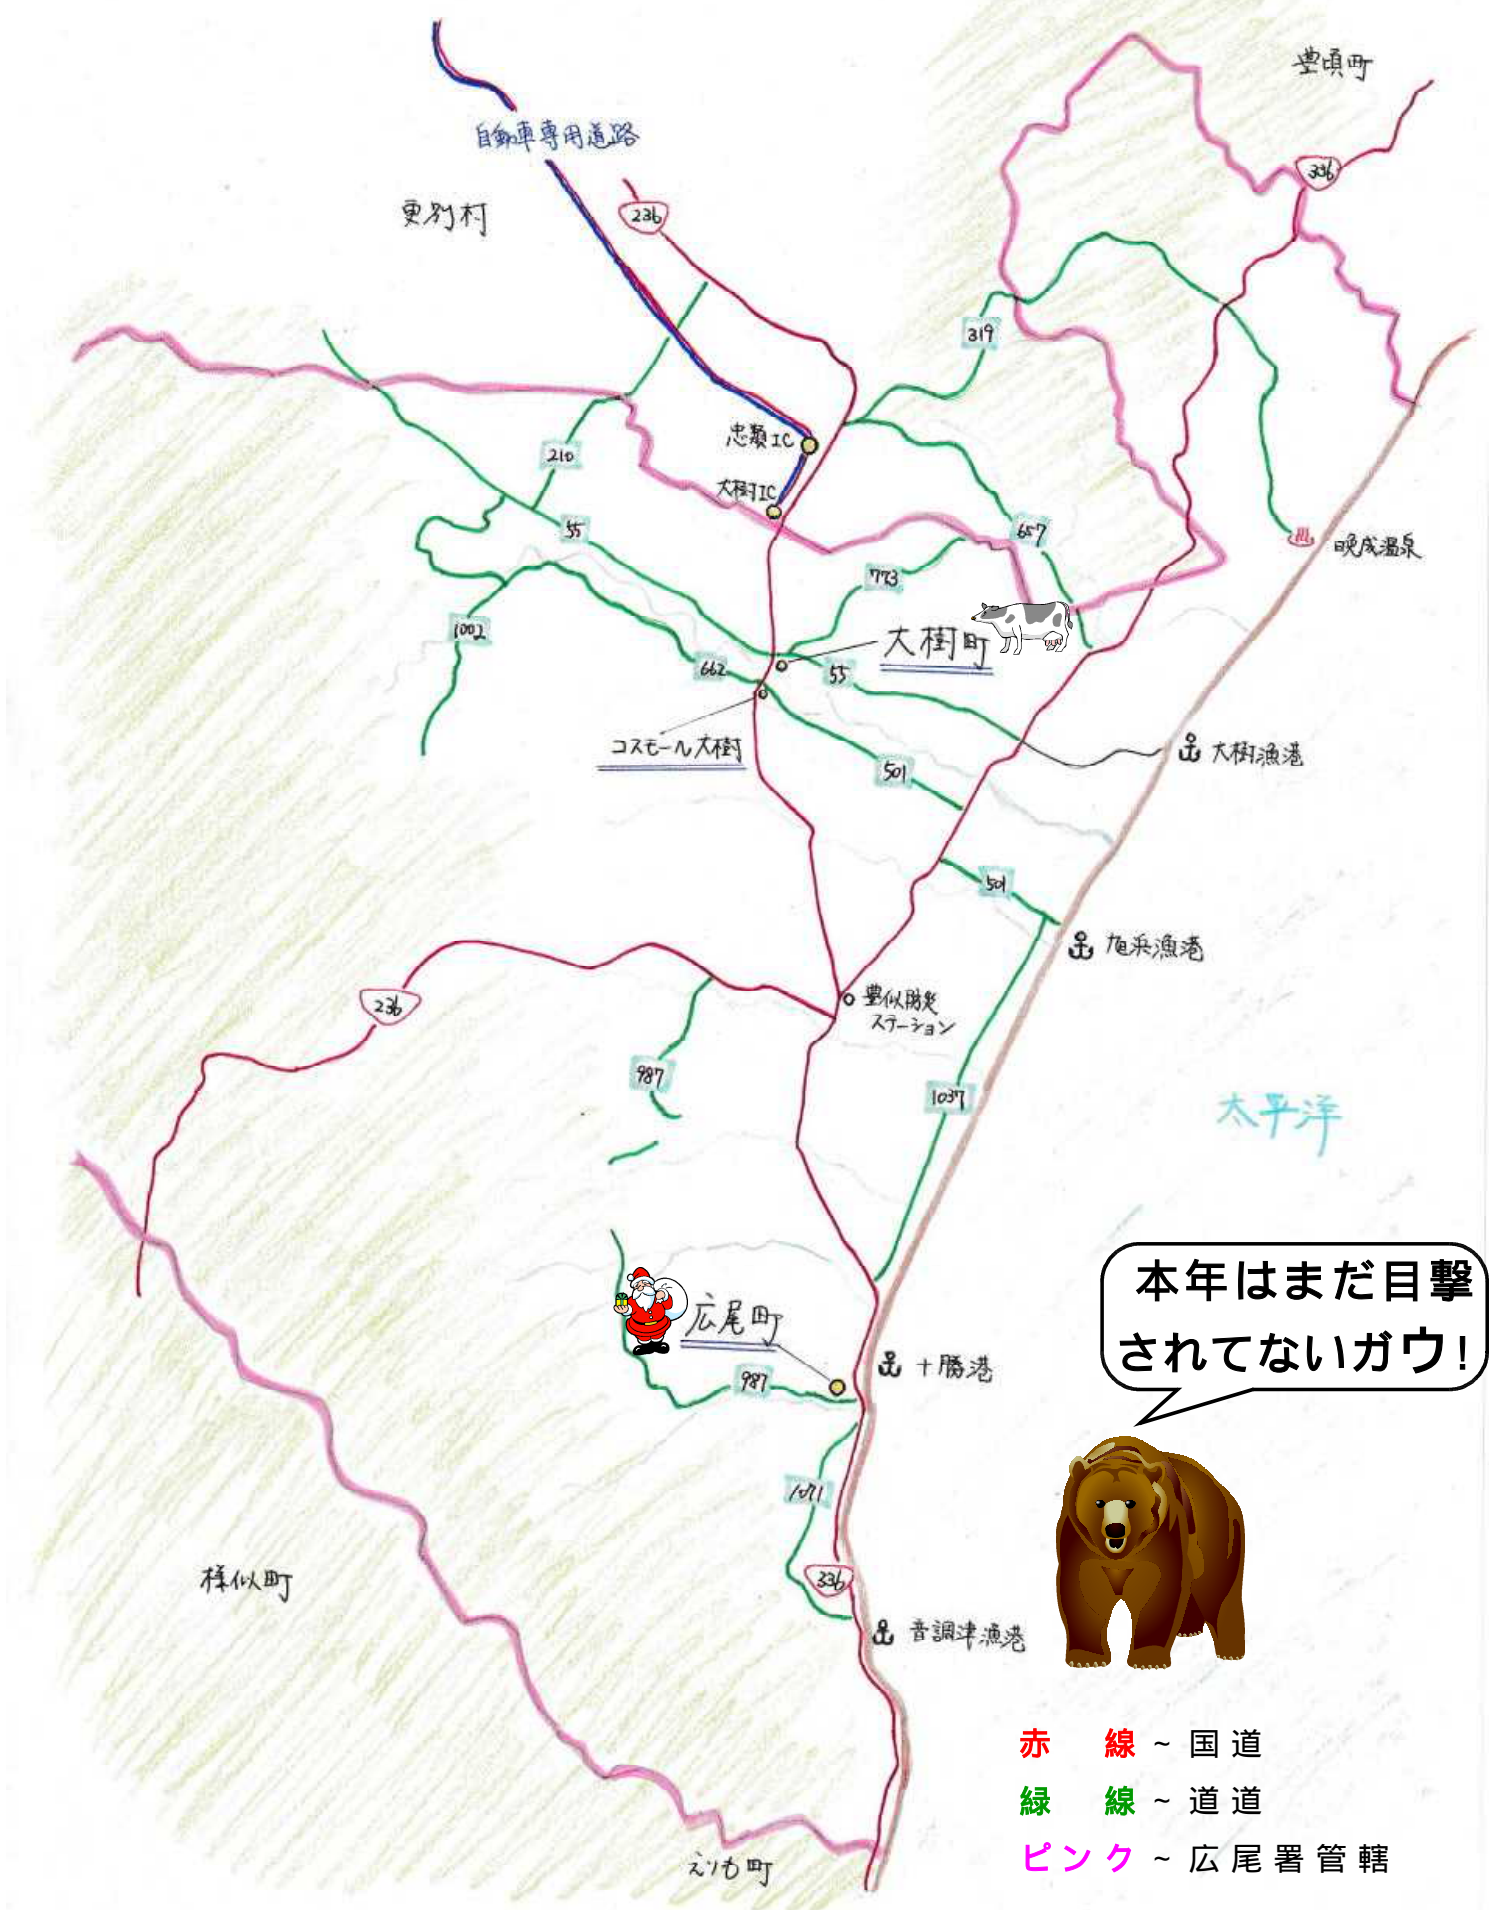 豊頃町
336
自動車専用道路
更別村
236
319
忠類IC
210
大樹IC
55
657
晩成温泉
773
1002
大樹町
662
55
コスモール大樹
大樹漁港
501
501
旭浜漁港
236
豊似防災
ステーション
987
1037
太平洋
本年はまだ目撃
されてないガウ!
広尾町
十勝港
987
1071
様似町
336
音調津漁港
赤 線 ~ 国道
緑 線 ~ 道道
ピンク ~ 広尾署管轄
えりも町